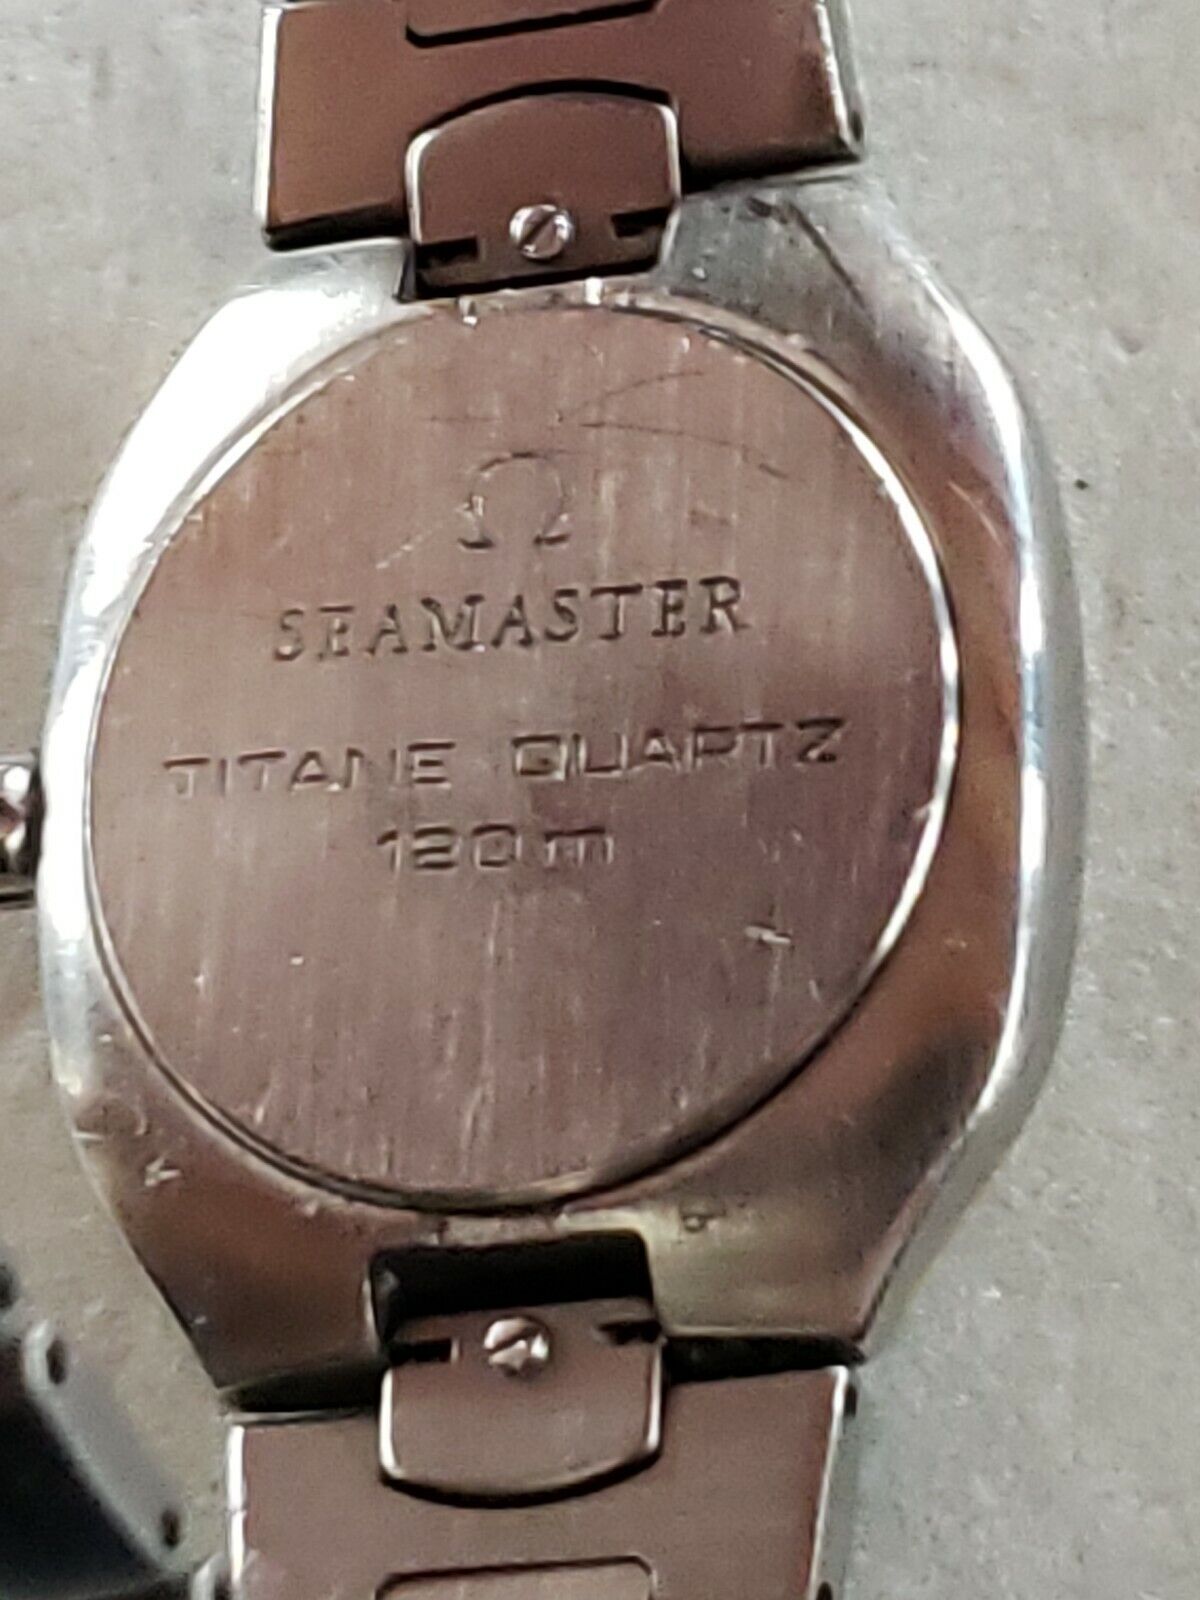 Ω
SEAMASTER
TITANE QUARTZ
120m